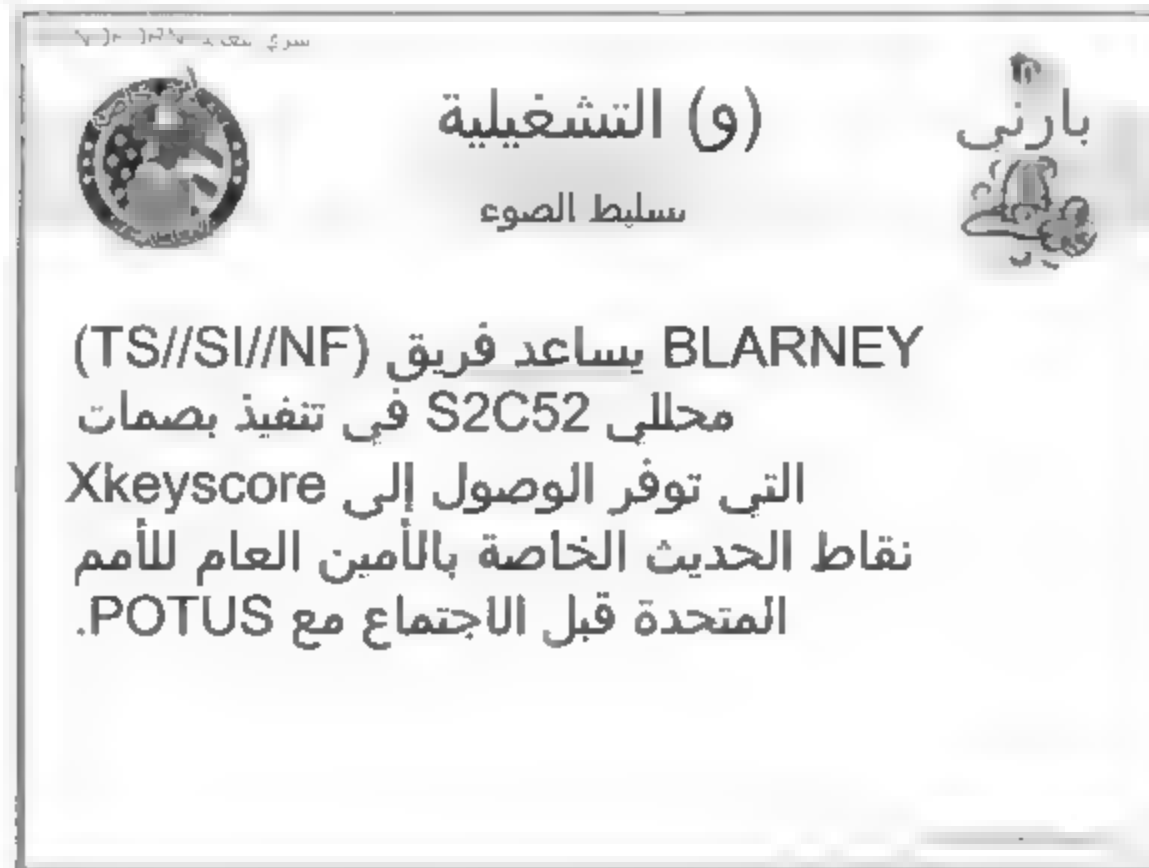 (و) التشغيلية
بارني
تسليط الضوء
BLARNEY يساعد فريق (TS//SI//NF)
محللي S2C52 في تنفيذ بصمات
التي توفر الوصول إلى Xkeyscore
نقاط الحديث الخاصة بالأمين العام للأمم
المتحدة قبل الاجتماع مع POTUS.